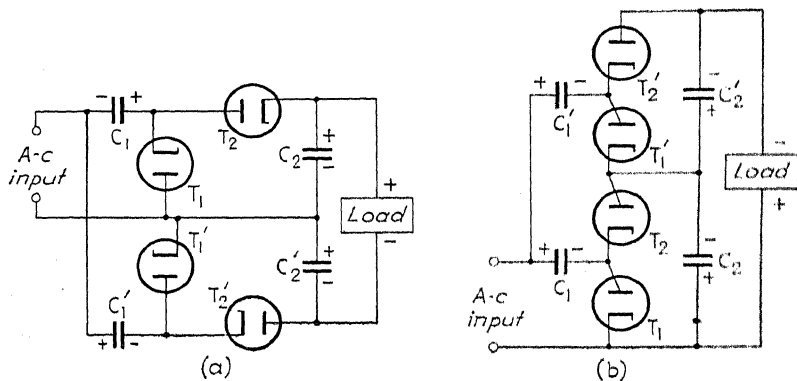 - +
C₁
T₂
A-c
input
T₁
+
C₂
-
+
Load
-
T₁'
+
C₂'
-
C₁'
+ -
T₂'
(a)
T₂'
+ -
C₁'
T₁'
-
C₂'
+
-
Load
+
T₂
+ -
C₁
-
C₂
+
A-c
input
T₁
(b)